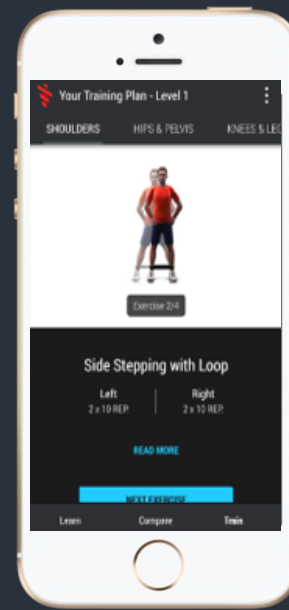 Your Training Plan - Level 1
SHOULDERS HIPS & PELVIS KNEES & LEG
Exercise 2/4
Side Stepping with Loop
Left Right
2 x 10 REP. 2 x 10 REP.
READ MORE
NEXT EXERCISE
Learn Compare Train